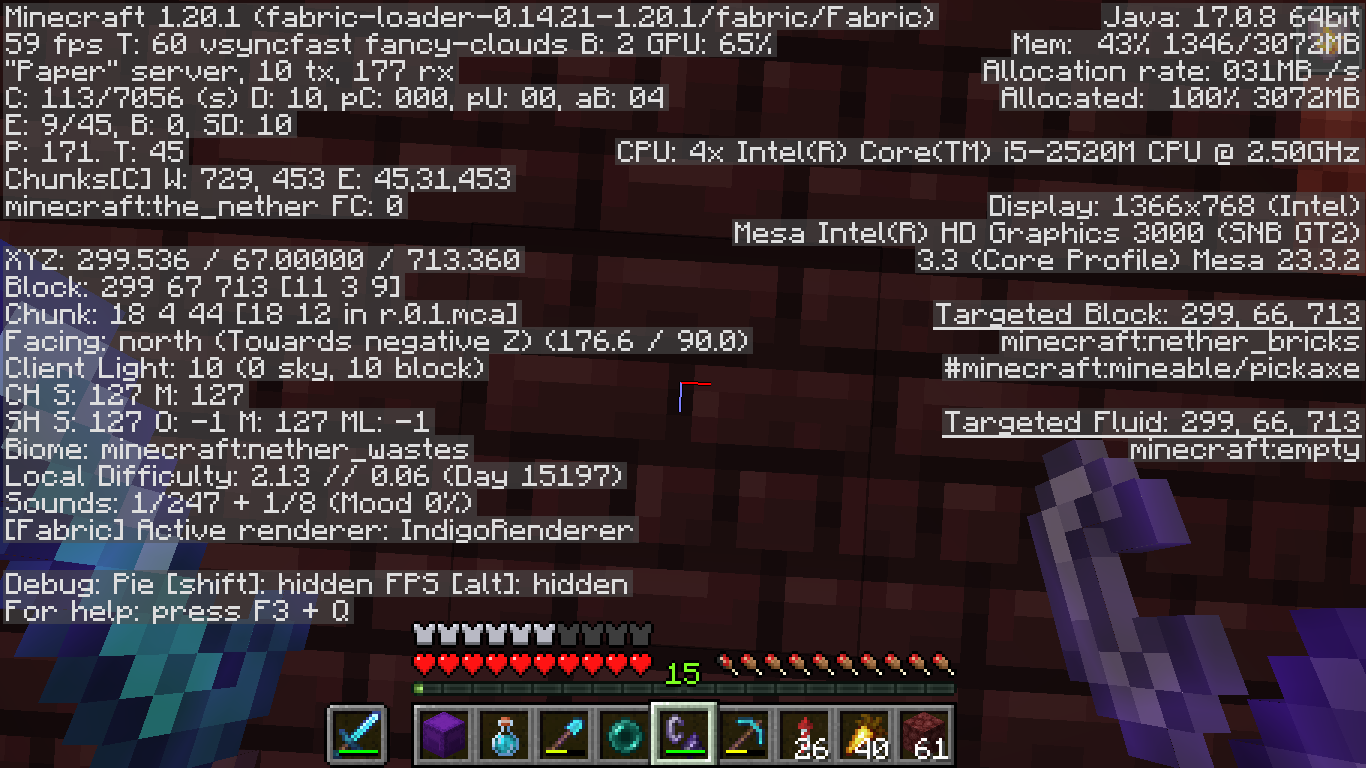 Minecraft 1.20.1 (fabric-loader-0.14.21-1.20.1/fabric/Fabric)
59 fps T: 60 vsyncfast fancy-clouds B: 2 GPU: 65%
"Paper" server, 10 tx, 177 rx
C: 113/7056 (s) D: 10, pC: 000, pU: 00, aB: 04
E: 9/45, B: 0, SD: 10
P: 171. T: 45
Chunks[C] W: 729, 453 E: 45,31,453
minecraft:the_nether FC: 0
XYZ: 299.536 / 67.00000 / 713.360
Block: 299 67 713 [11 3 9]
Chunk: 18 4 44 [18 12 in r.0.1.mca]
Facing: north (Towards negative Z) (176.6 / 90.0)
Client Light: 10 (0 sky, 10 block)
CH S: 127 M: 127
SH S: 127 O: -1 M: 127 ML: -1
Biome: minecraft:nether_wastes
Local Difficulty: 2.13 // 0.06 (Day 15197)
Sounds: 1/247 + 1/8 (Mood 0%)
[Fabric] Active renderer: IndigoRenderer
Debug: Pie [shift]: hidden FPS [alt]: hidden
For help: press F3 + Q
Java: 17.0.8 64bit
Mem: 43% 1346/3072MB
Allocation rate: 031MB /s
Allocated: 100% 3072MB
CPU: 4x Intel(R) Core(TM) i5-2520M CPU @ 2.50GHz
Display: 1366x768 (Intel)
Mesa Intel(R) HD Graphics 3000 (SNB GT2)
3.3 (Core Profile) Mesa 23.3.2
Targeted Block: 299, 66, 713
minecraft:nether_bricks
#minecraft:mineable/pickaxe
Targeted Fluid: 299, 66, 713
minecraft:empty
15
26 40 61